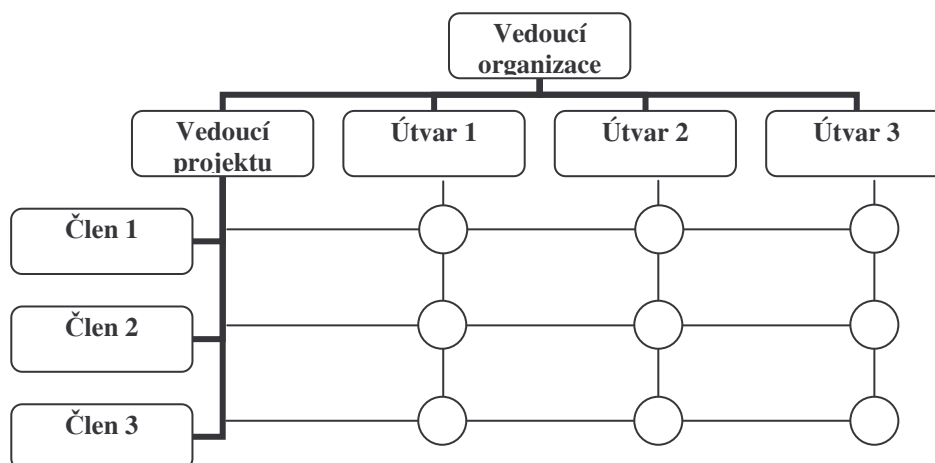 Vedoucí
organizace
Vedoucí
projektu
Útvar 1
Útvar 2
Útvar 3
Člen 1
Člen 2
Člen 3